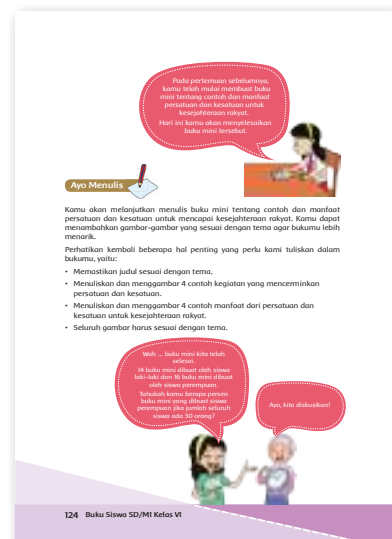 Pada pertemuan sebelumnya,
kamu telah mulai membuat buku
mini tentang contoh dan manfaat
persatuan dan kesatuan untuk
kesejahteraan rakyat.
Hari ini kamu akan menyelesaikan
buku mini tersebut.
Ayo Menulis
Kamu akan melanjutkan menulis buku mini tentang contoh dan manfaat
persatuan dan kesatuan untuk mencapai kesejahteraan rakyat. Kamu dapat
menambahkan gambar-gambar yang sesuai dengan tema agar bukumu lebih
menarik.
Perhatikan kembali beberapa hal penting yang perlu kami tuliskan dalam
bukumu, yaitu:
• Memastikan judul sesuai dengan tema.
• Menuliskan dan menggambar 4 contoh kegiatan yang mencerminkan
persatuan dan kesatuan.
• Menuliskan dan menggambar 4 contoh manfaat dari persatuan dan
kesatuan untuk kesejahteraan rakyat.
• Seluruh gambar harus sesuai dengan tema.
Wah ... buku mini kita telah
selesai.
14 buku mini dibuat oleh siswa
laki-laki dan 16 buku mini dibuat
oleh siswa perempuan.
Tahukah kamu berapa persen
buku mini yang dibuat siswa
perempuan jika jumlah seluruh
siswa ada 30 orang?
Ayo, kita diskusikan!
124 Buku Siswa SD/MI Kelas VI